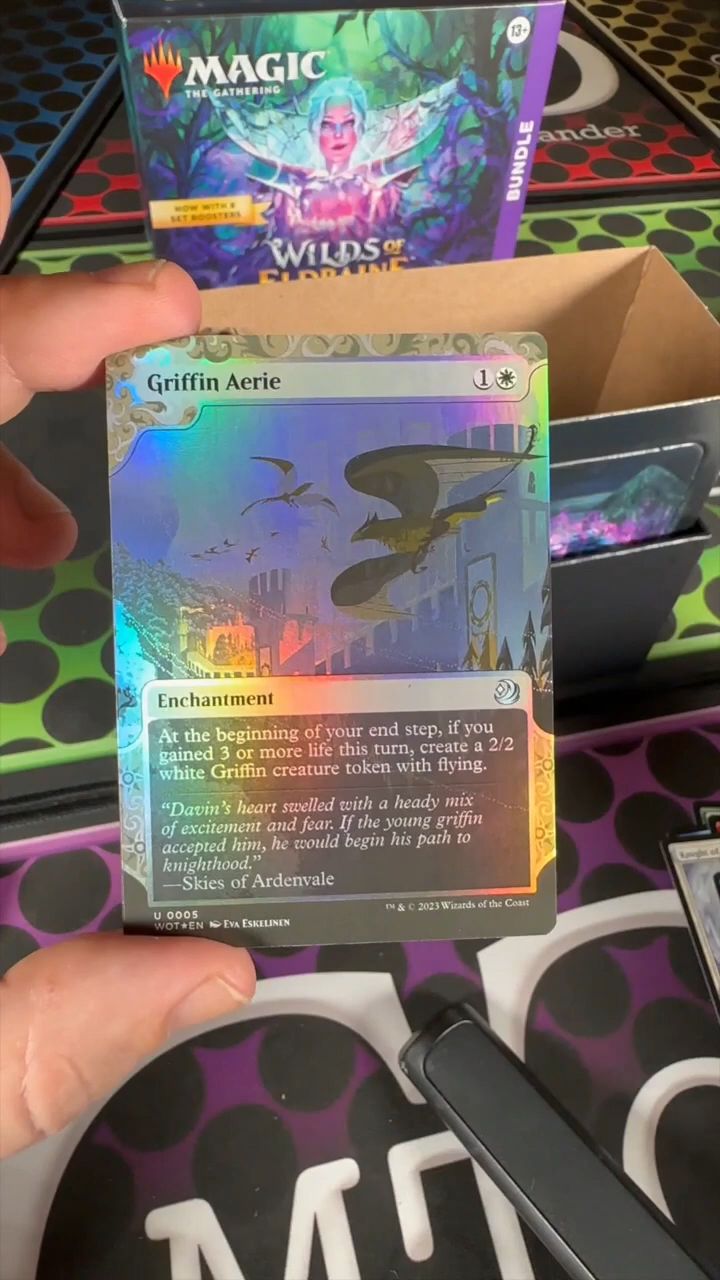 13+
MAGIC
THE GATHERING
BUNDLE
ander
NOW WITH 8
SET BOOSTERS
WILDS OF
ELDRAINE
Griffin Aerie
1
Enchantment
At the beginning of your end step, if you
gained 3 or more life this turn, create a 2/2
white Griffin creature token with flying.
“Davin’s heart swelled with a heady mix
of excitement and fear. If the young griffin
accepted him, he would begin his path to
knighthood.”
—Skies of Ardenvale
U 0005
WOT★EN Eva Eskelinen
™ & © 2023 Wizards of the Coast
Knight of
MT